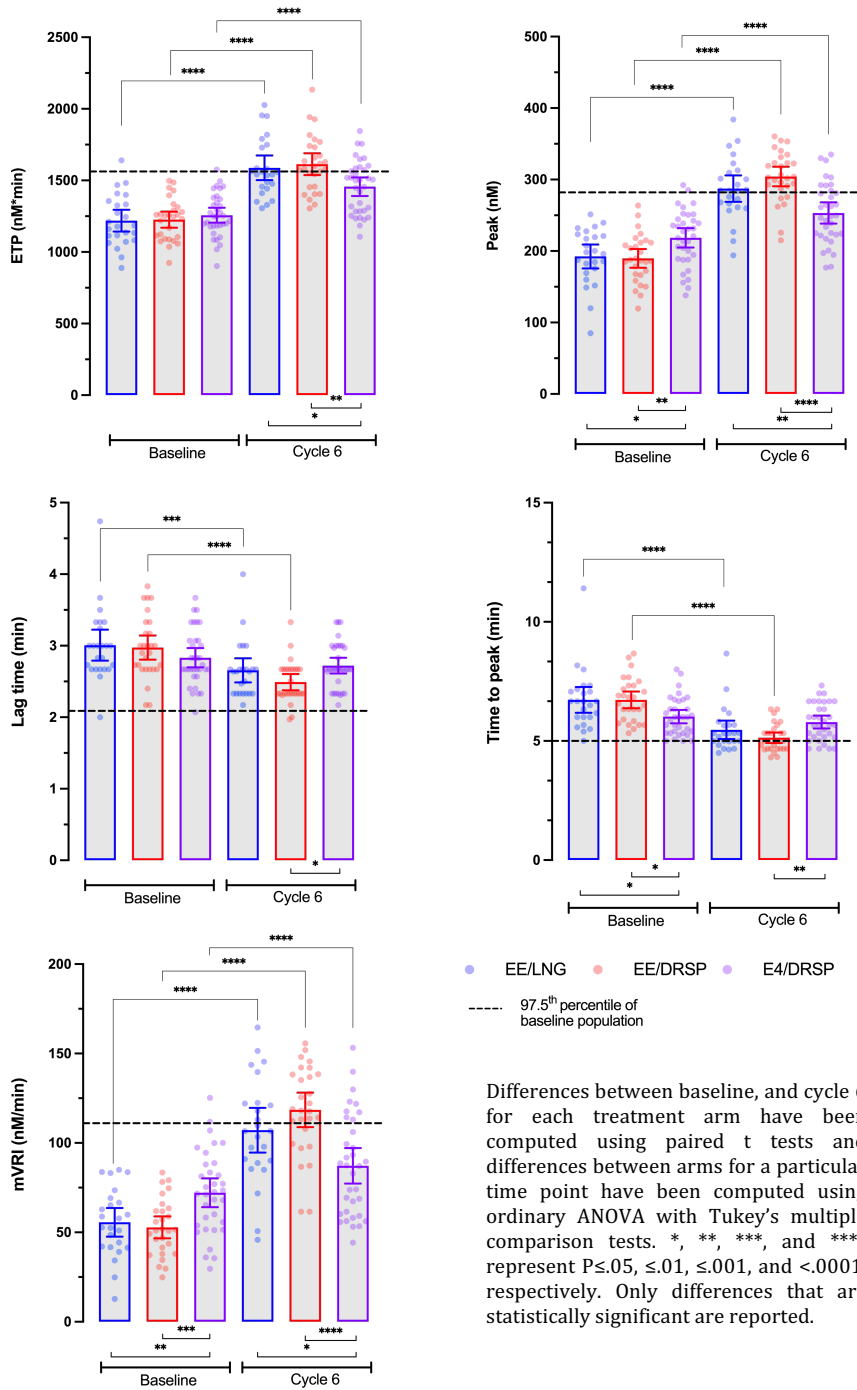 ****
****
****
2500
2000
1500
1000
500
0
ETP (nM*min)
**
*
Baseline
Cycle 6
****
****
****
500
400
300
200
100
0
Peak (nM)
**
****
*
**
Baseline
Cycle 6
***
****
5
4
3
2
1
0
Lag time (min)
*
Baseline
Cycle 6
****
****
15
10
5
0
Time to peak (min)
*
**
*
Baseline
Cycle 6
****
****
****
200
150
100
50
0
mVRI (nM/min)
***
****
**
*
Baseline
Cycle 6
EE/LNG EE/DRSP E4/DRSP
97.5th percentile of
baseline population
Differences between baseline, and cycle 6
for each treatment arm have been
computed using paired t tests and
differences between arms for a particula
time point have been computed using
ordinary ANOVA with Tukey's multipl
comparison tests. *, **, ***, and ***
represent P≤.05, ≤.01, ≤.001, and <.0001
respectively. Only differences that ar
statistically significant are reported.